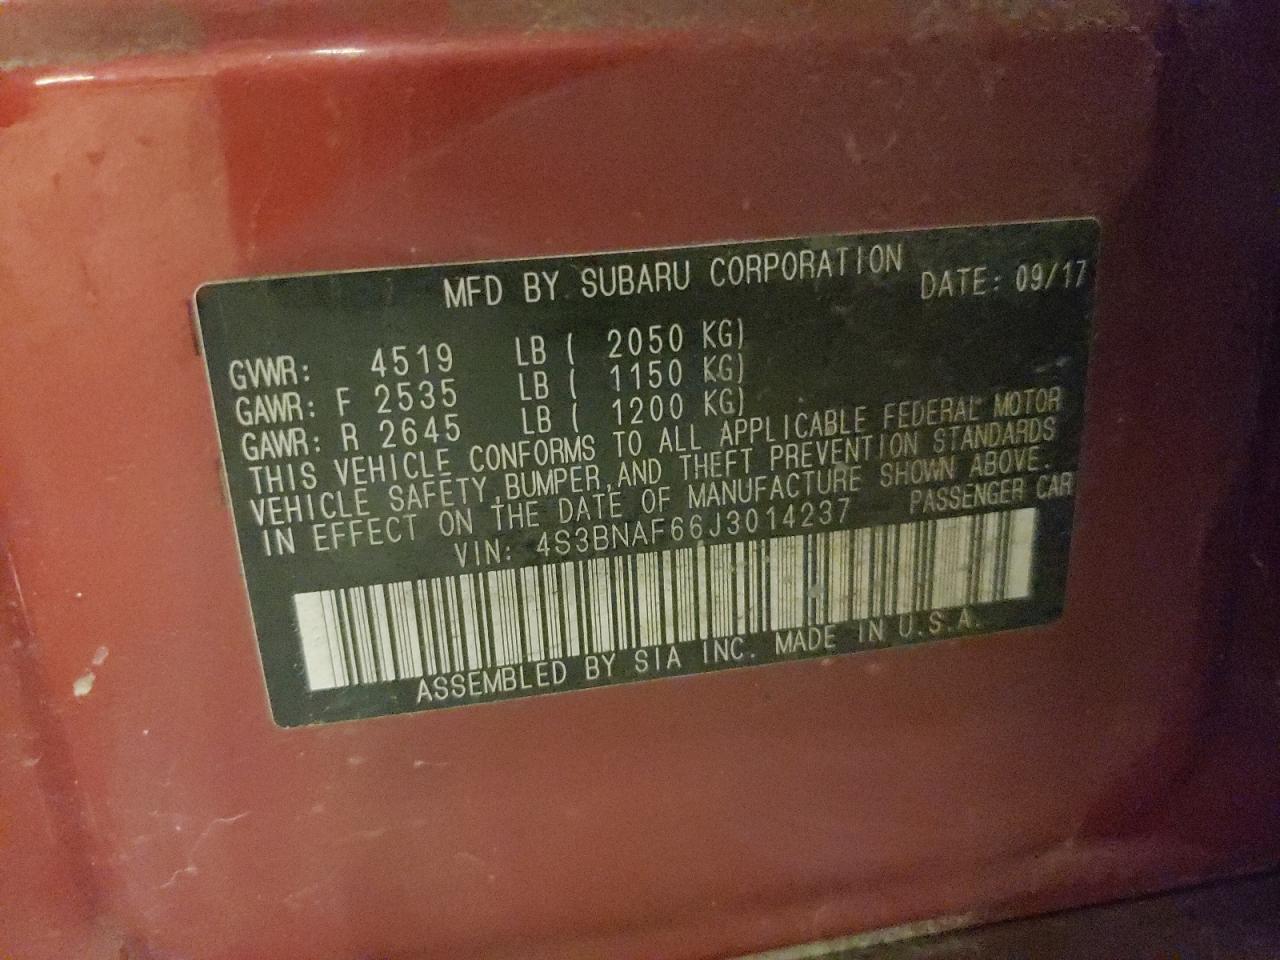 MFD BY SUBARU CORPORATION DATE: 09/17
GVWR: 4519 LB ( 2050 KG)
GAWR: F 2535 LB ( 1150 KG)
GAWR: R 2645 LB ( 1200 KG)
THIS VEHICLE CONFORMS TO ALL APPLICABLE FEDERAL MOTOR
VEHICLE SAFETY, BUMPER, AND THEFT PREVENTION STANDARDS
IN EFFECT ON THE DATE OF MANUFACTURE SHOWN ABOVE.
VIN: 4S3BNAF66J3014237 PASSENGER CAR
ASSEMBLED BY SIA INC. MADE IN U.S.A.